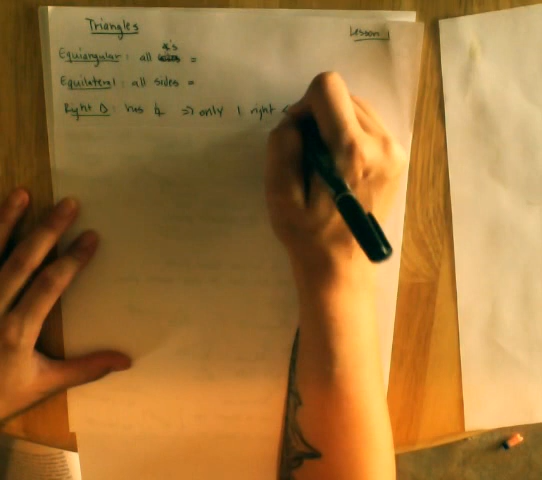 Triangles
Lesson 1
Equiangular: all ∡'s =
Equilateral: all sides =
Right Δ: has ⇒ only 1 right